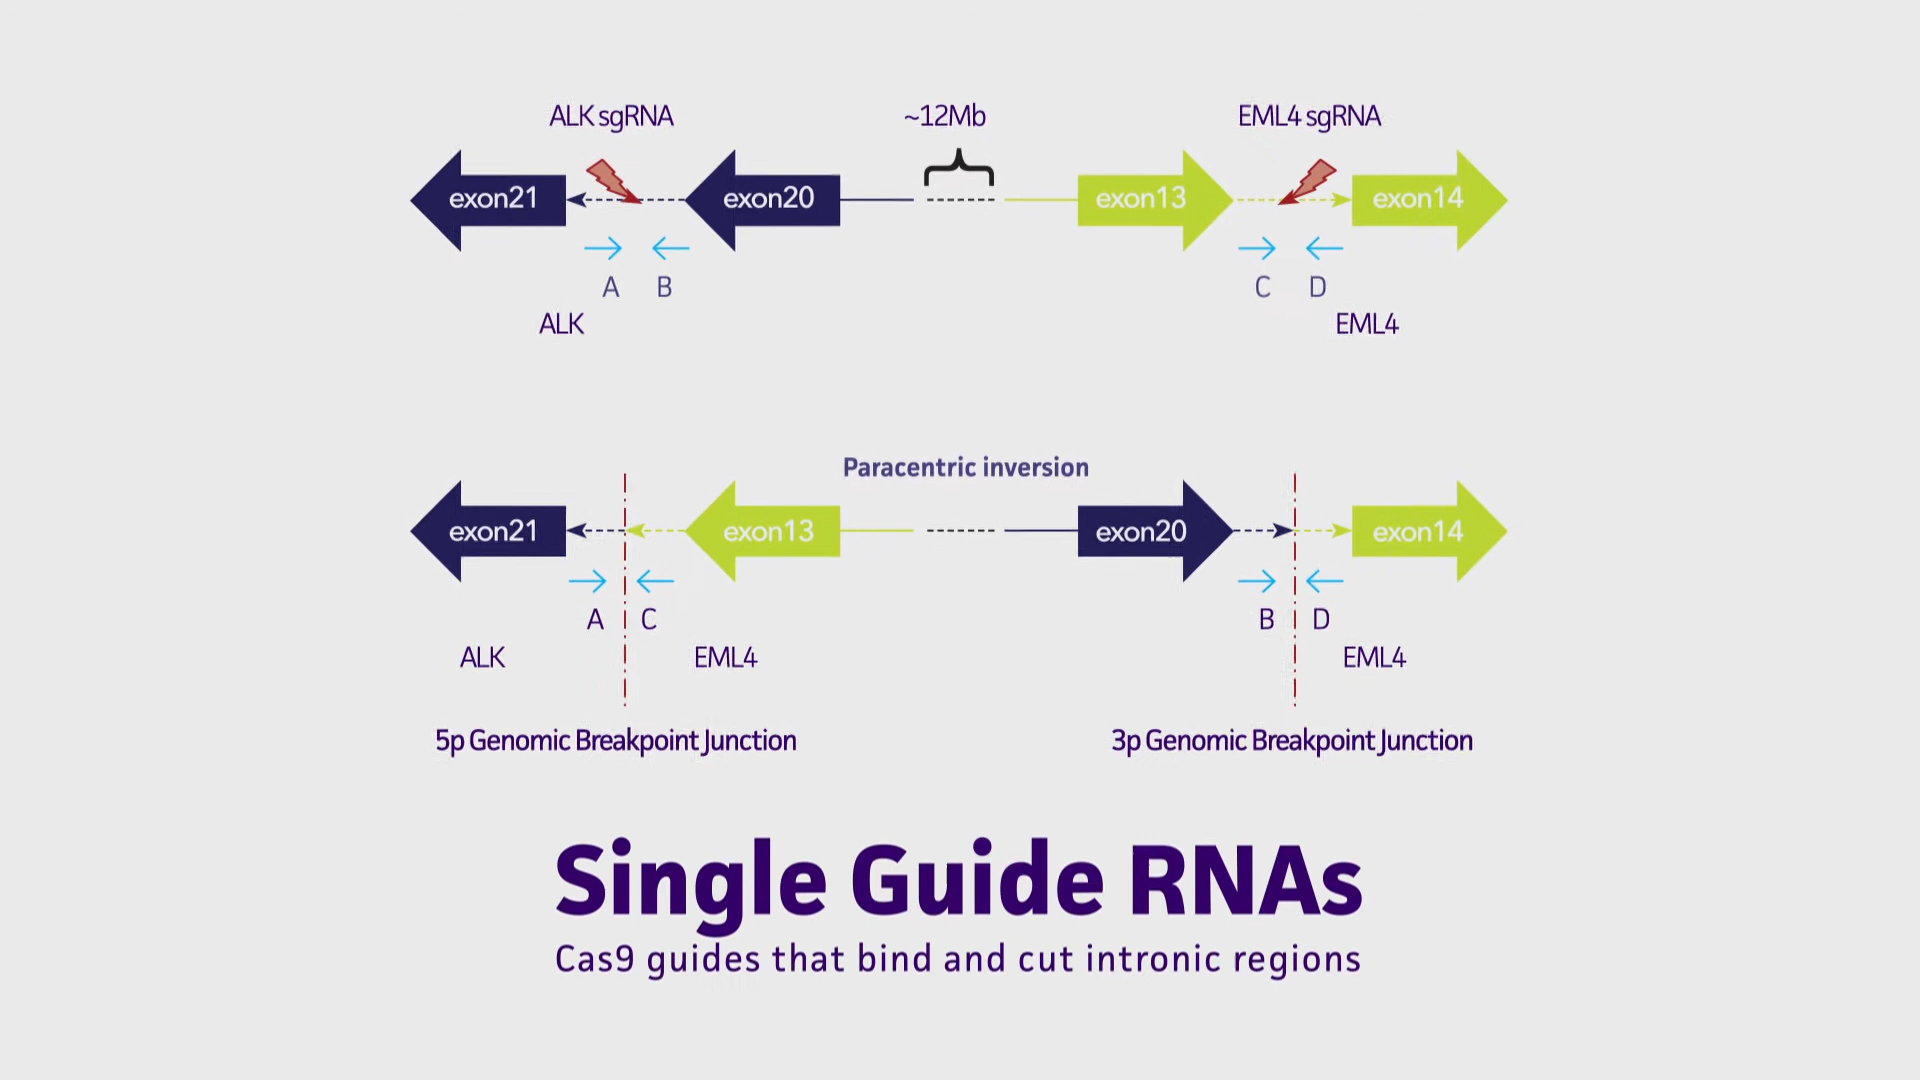 ALK sgRNA ~12Mb EML4 sgRNA
exon21 exon20 exon13 exon14
A B C D
ALK EML4
Paracentric inversion
exon21 exon13 exon20 exon14
A C B D
ALK EML4 EML4
5p Genomic Breakpoint Junction 3p Genomic Breakpoint Junction
Single Guide RNAs
Cas9 guides that bind and cut intronic regions